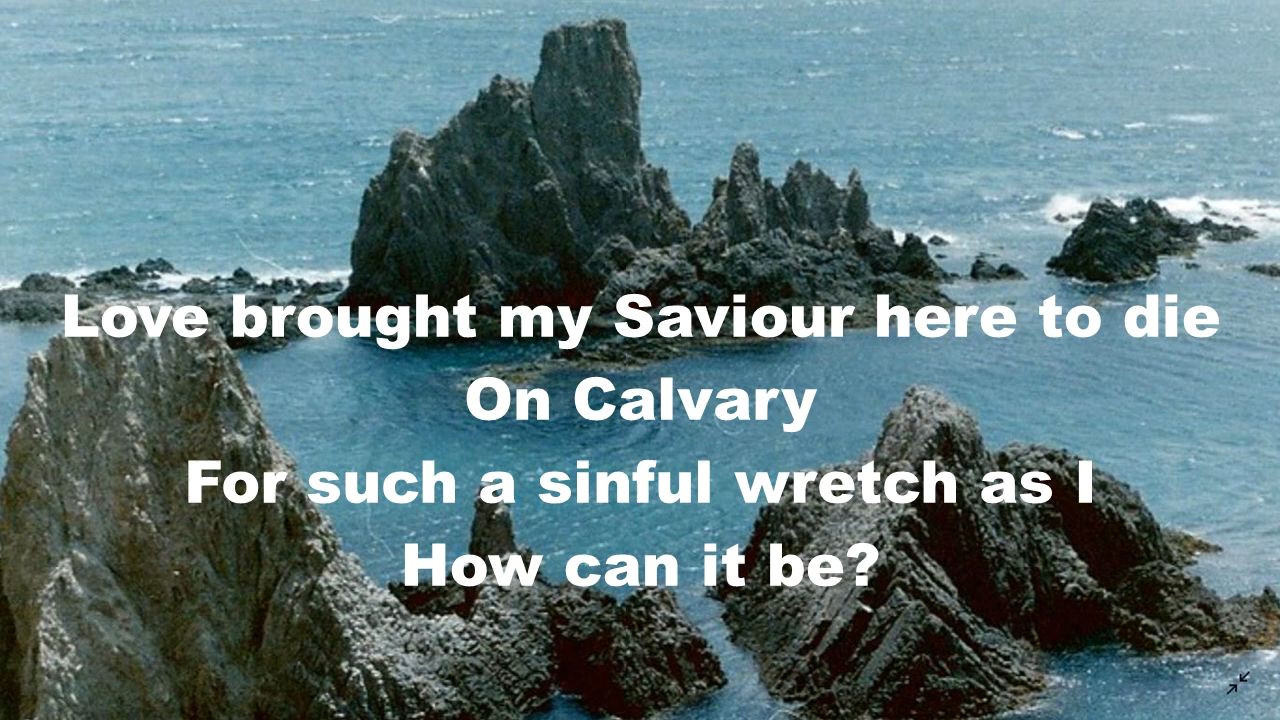 Love brought my Saviour here to die
On Calvary
For such a sinful wretch as I
How can it be?